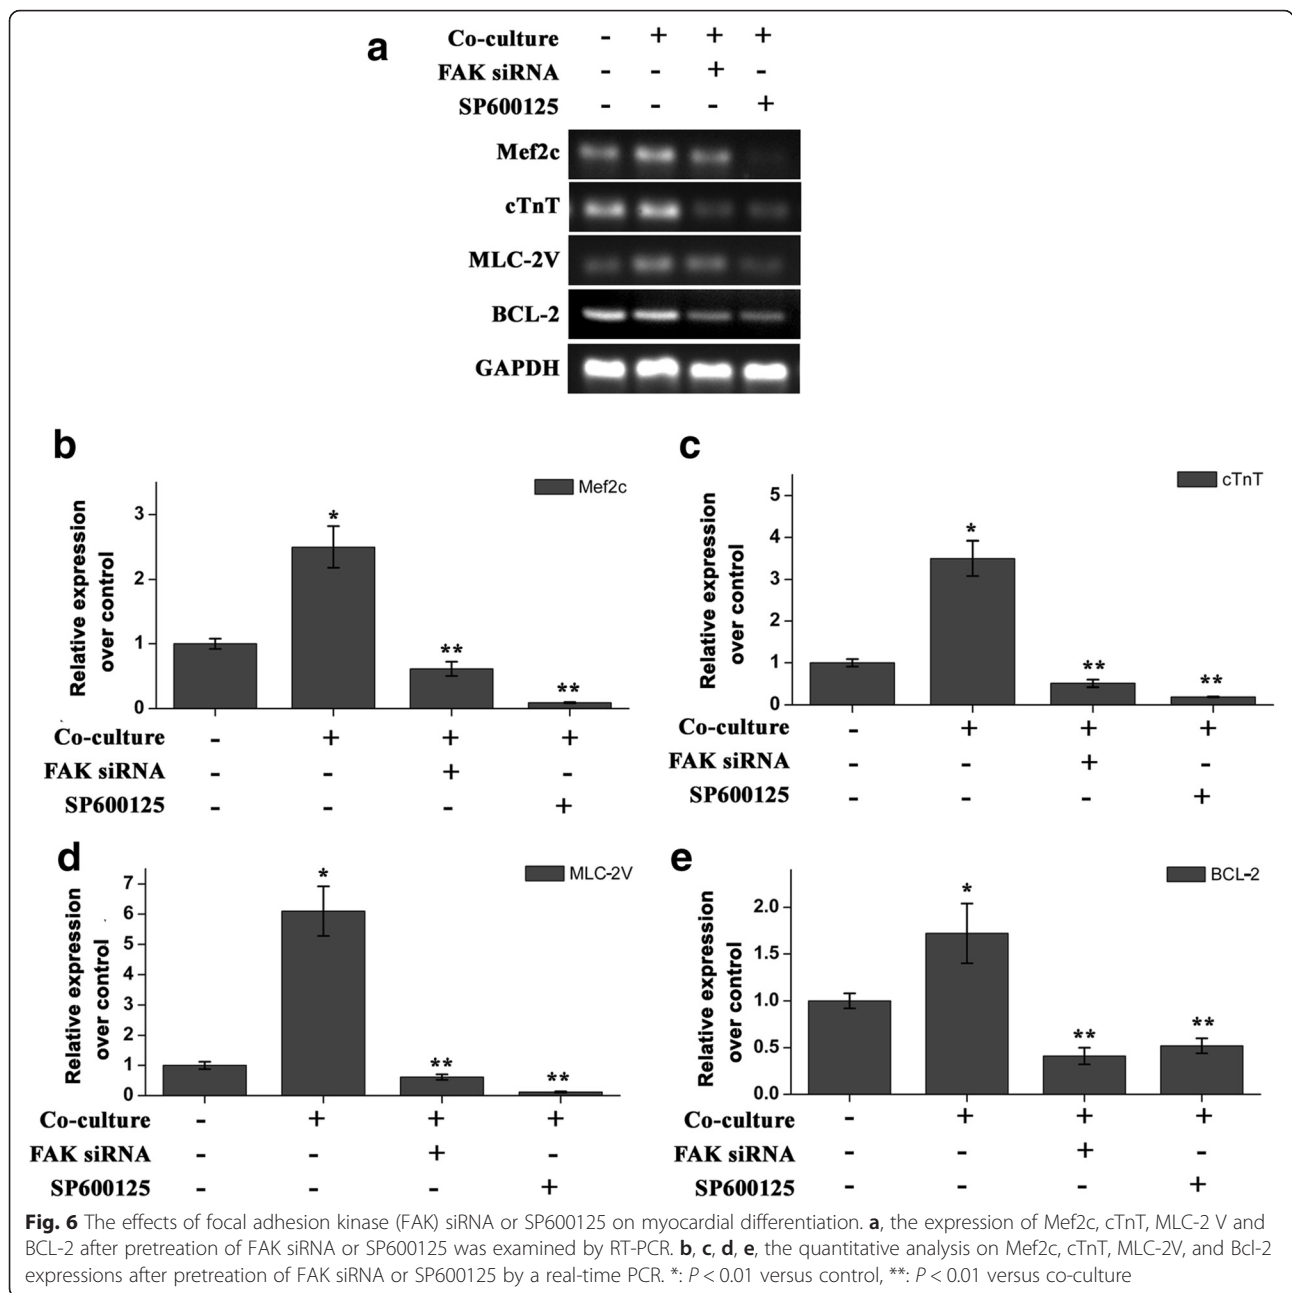 a
Co-culture - + + +
FAK siRNA - - + -
SP600125 - - - +
Mef2c
cTnT
MLC-2V
BCL-2
GAPDH
b
Mef2c
Relative expression
over control
3
2
1
0
*
**
**
Co-culture - + + +
FAK siRNA - - + -
SP600125 - - - +
c
cTnT
Relative expression
over control
5
4
3
2
1
0
*
**
**
Co-culture - + + +
FAK siRNA - - + -
SP600125 - - - +
d
MLC-2V
Relative expression
over control
7
6
5
4
3
2
1
0
*
**
**
Co-culture - + + +
FAK siRNA - - + -
SP600125 - - - +
e
BCL-2
Relative expression
over control
2.0
1.5
1.0
0.5
0.0
*
**
**
Co-culture - + + +
FAK siRNA - - + -
SP600125 - - - +
Fig. 6 The effects of focal adhesion kinase (FAK) siRNA or SP600125 on myocardial differentiation. a, the expression of Mef2c, cTnT, MLC-2 V and
BCL-2 after pretreation of FAK siRNA or SP600125 was examined by RT-PCR. b, c, d, e, the quantitative analysis on Mef2c, cTnT, MLC-2V, and Bcl-2
expressions after pretreation of FAK siRNA or SP600125 by a real-time PCR. *: P < 0.01 versus control, **: P < 0.01 versus co-culture